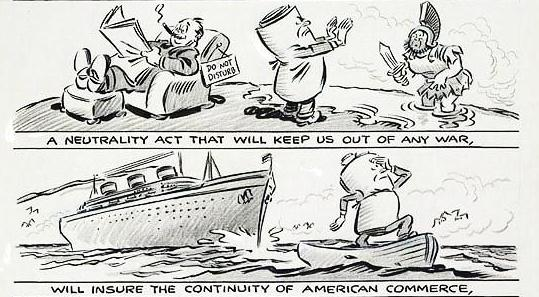 DO NOT
DISTURB
A NEUTRALITY ACT THAT WILL KEEP US OUT OF ANY WAR,
WILL INSURE THE CONTINUITY OF AMERICAN COMMERCE,